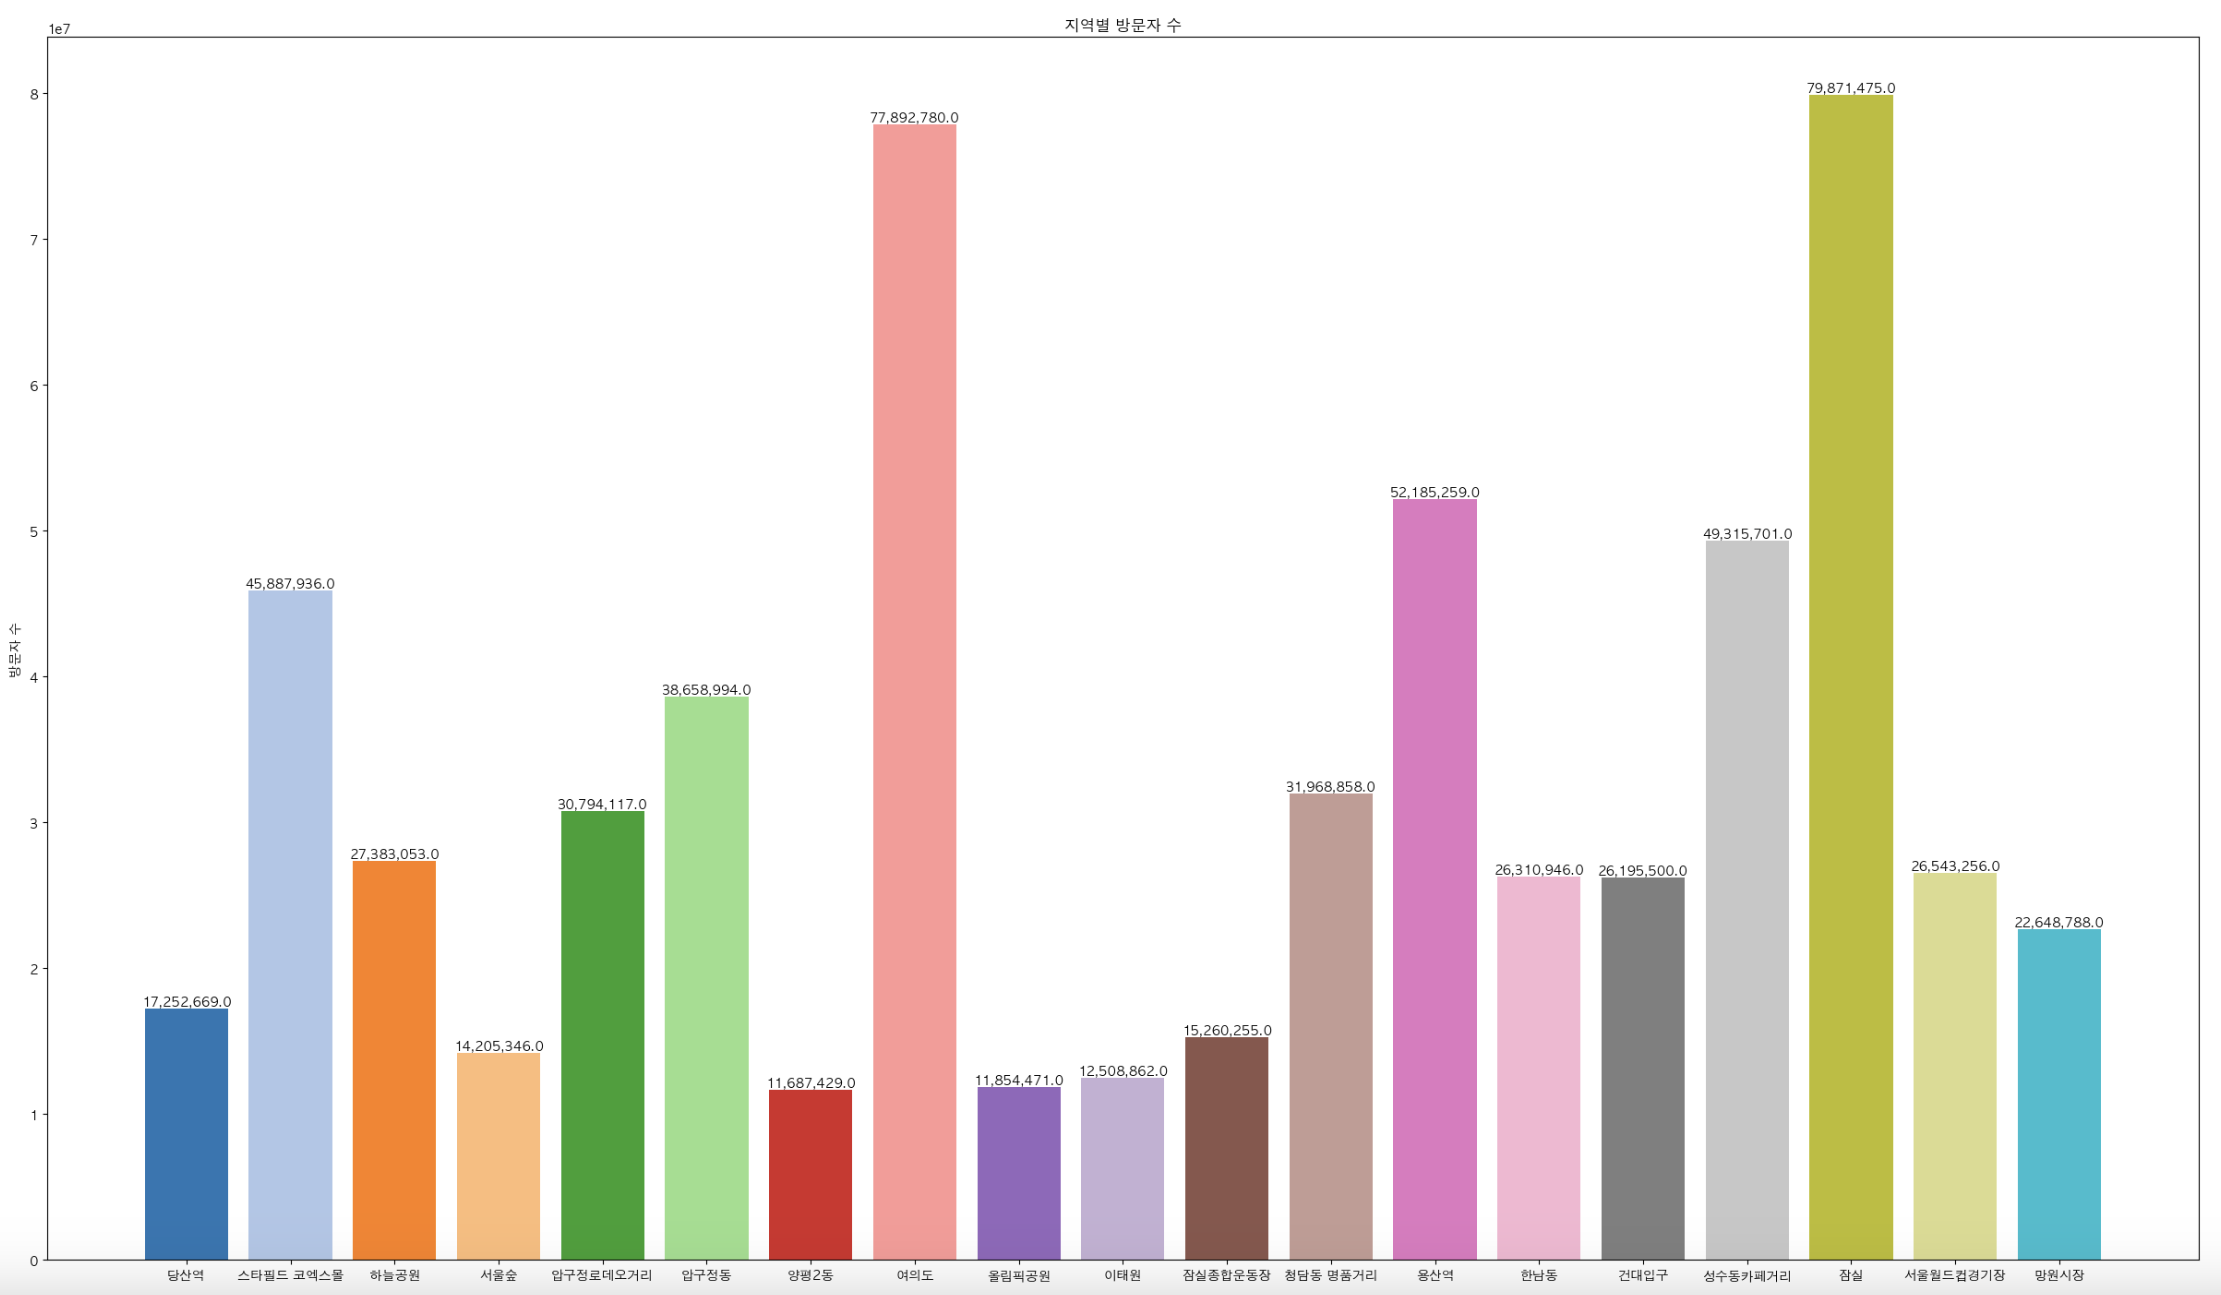 지역별 방문자 수
1e7
8
7
6
5
4
3
2
1
0
방문자 수
17,252,669.0
45,887,936.0
27,383,053.0
14,205,346.0
30,794,117.0
38,658,994.0
11,687,429.0
77,892,780.0
11,854,471.0
12,508,862.0
15,260,255.0
31,968,858.0
52,185,259.0
26,310,946.0
26,195,500.0
49,315,701.0
79,871,475.0
26,543,256.0
22,648,788.0
당산역
스타필드 코엑스몰
하늘공원
서울숲
압구정로데오거리
압구정동
양평2동
여의도
올림픽공원
이태원
잠실종합운동장
청담동 명품거리
용산역
한남동
건대입구
성수동카페거리
잠실
서울월드컵경기장
망원시장